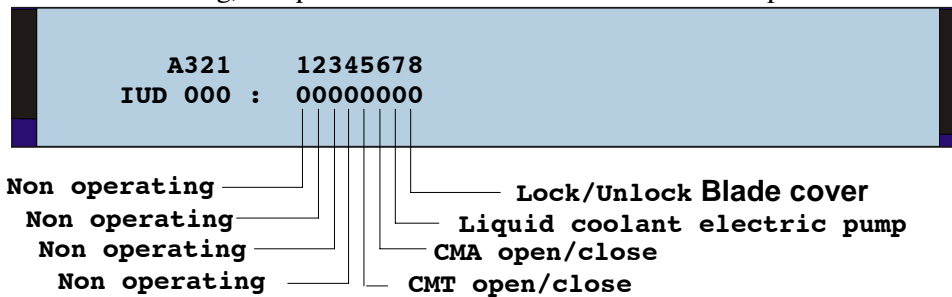 A321 12345678
IUD 000 : 00000000
Non operating
Lock/Unlock Blade cover
Non operating
Liquid coolant electric pump
Non operating
CMA open/close
Non operating
CMT open/close